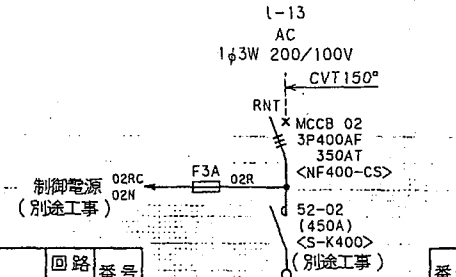 l-13
AC
1φ3W 200/100V
CVT150°
RNT
MCCB 02
3P400AF
350AT
<NF400-CS>
制御電源 02RC
02N
F3A
02R
(別途工事)
52-02
(450A)
<S-K400>
(別途工事)
回路
番号
番